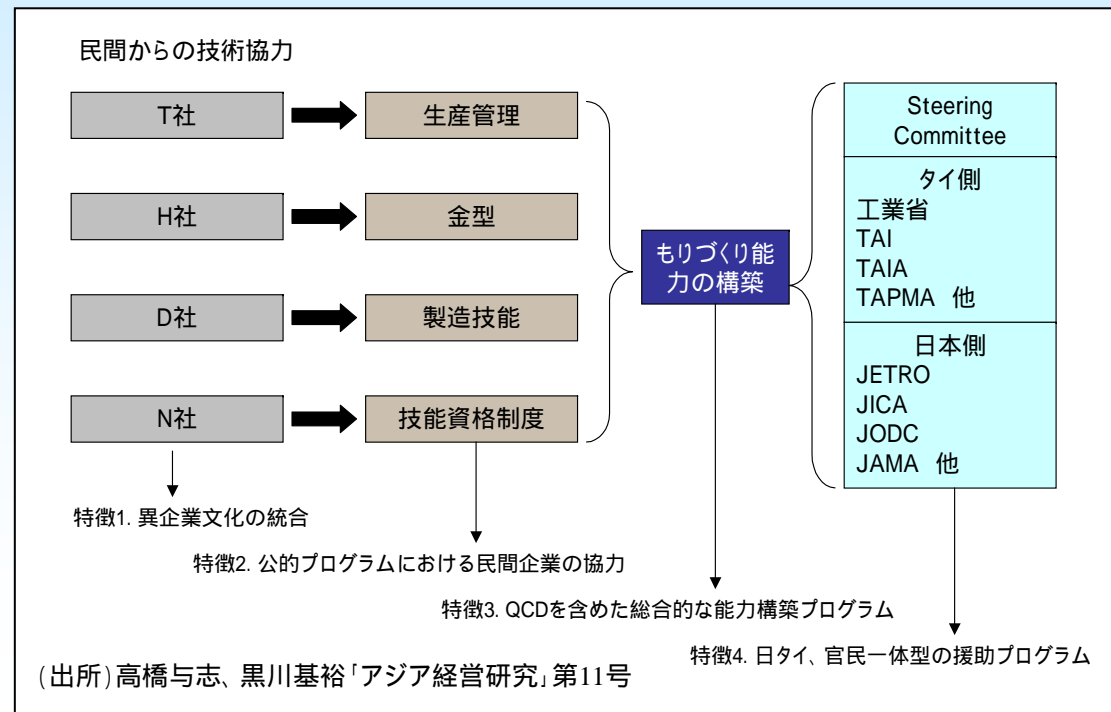 民間からの技術協力
T社
生産管理
H社
金型
D社
製造技能
N社
技能資格制度
もりづくり能
力の構築
Steering
Committee
タイ側
工業省
TAI
TAIA
TAPMA 他
日本側
JETRO
JICA
JODC
JAMA 他
特徴1. 異企業文化の統合
特徴2. 公的プログラムにおける民間企業の協力
特徴3. QCDを含めた総合的な能力構築プログラム
特徴4. 日タイ、官民一体型の援助プログラム
(出所)高橋与志、黒川基裕「アジア経営研究」第11号